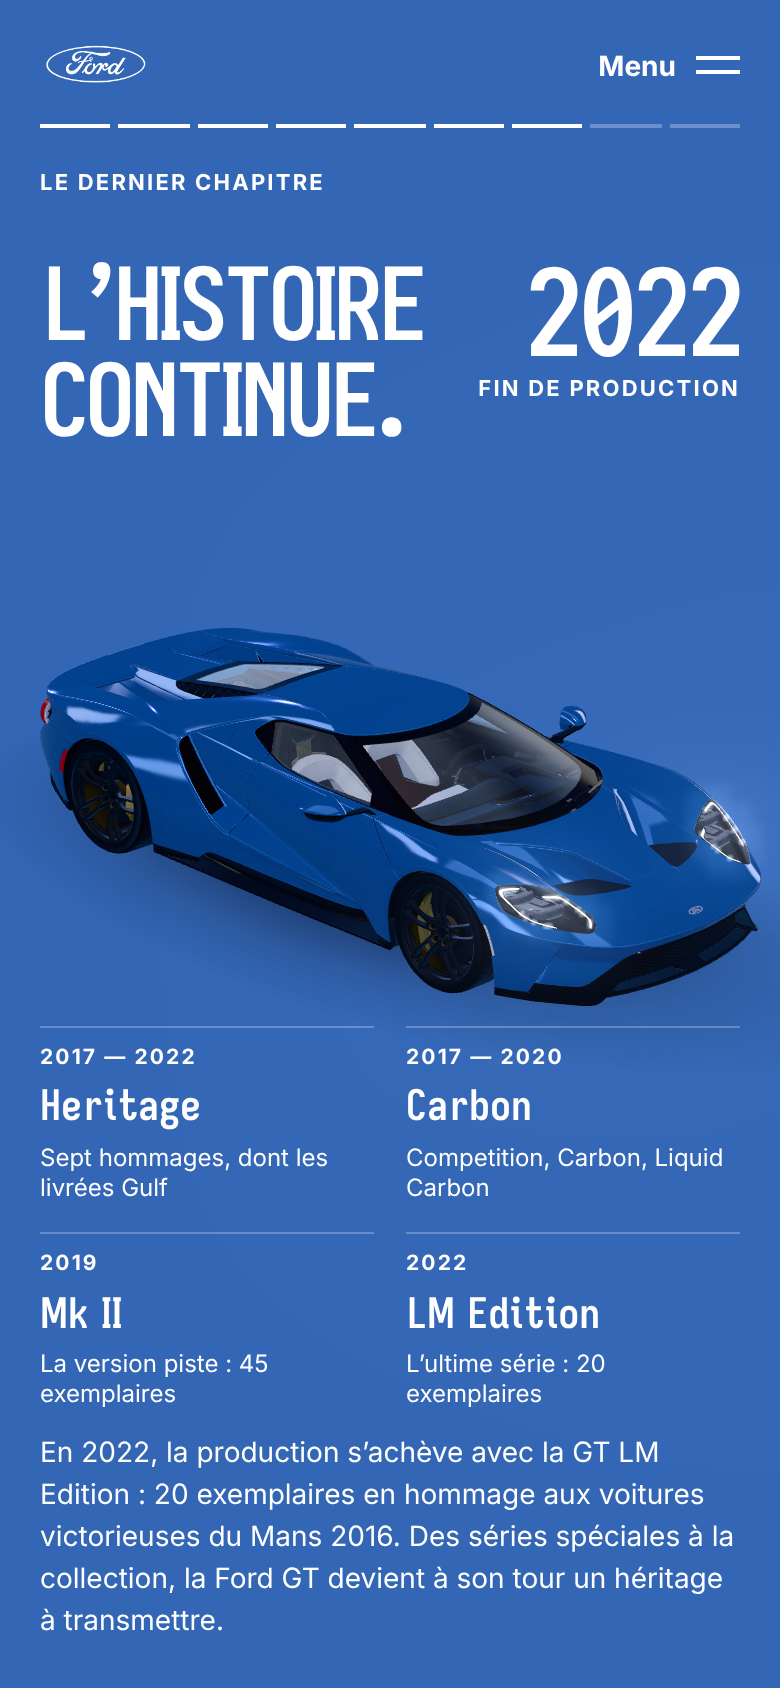 Ford
Menu
LE DERNIER CHAPITRE
L’HISTOIRE
CONTINUE.
2022
FIN DE PRODUCTION
2017 — 2022
Heritage
Sept hommages, dont les
livrées Gulf
2017 — 2020
Carbon
Competition, Carbon, Liquid
Carbon
2019
Mk II
La version piste : 45
exemplaires
2022
LM Edition
L’ultime série : 20
exemplaires
En 2022, la production s’achève avec la GT LM
Edition : 20 exemplaires en hommage aux voitures
victorieuses du Mans 2016. Des séries spéciales à la
collection, la Ford GT devient à son tour un héritage
à transmettre.